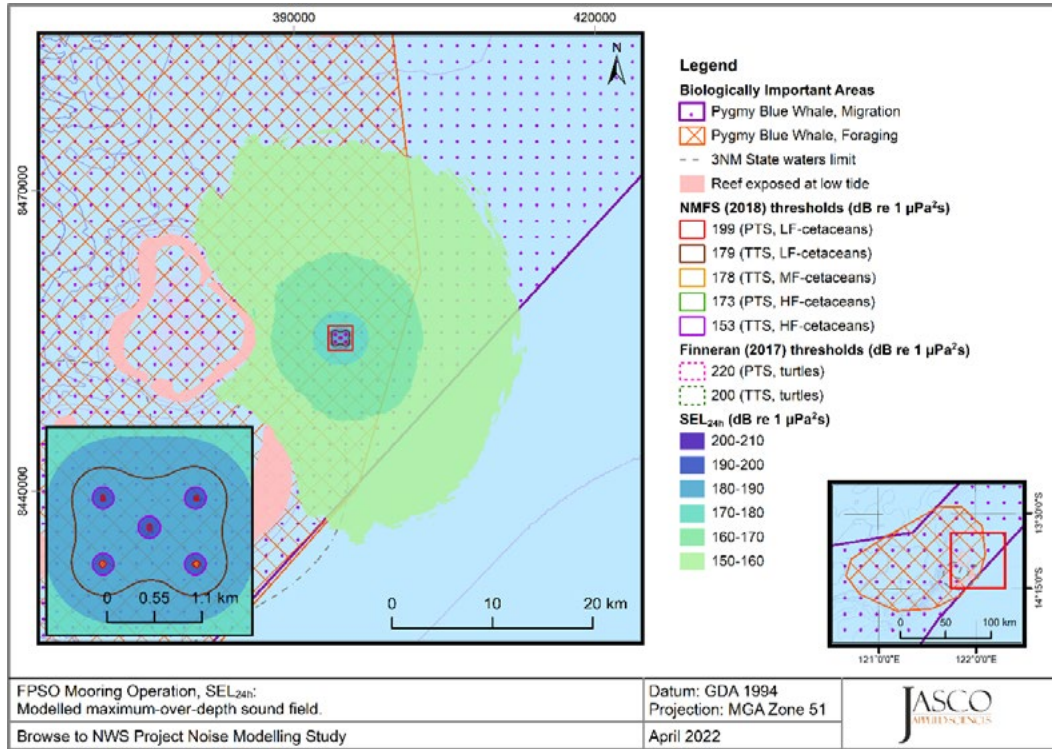 390000
420000
N
8470000
8440000
0 0.55 1.1 km
0 10 20 km
Legend
Biologically Important Areas
Pygmy Blue Whale, Migration
Pygmy Blue Whale, Foraging
3NM State waters limit
Reef exposed at low tide
NMFS (2018) thresholds (dB re 1 µPa²s)
199 (PTS, LF-cetaceans)
179 (TTS, LF-cetaceans)
178 (TTS, MF-cetaceans)
173 (PTS, HF-cetaceans)
153 (TTS, HF-cetaceans)
Finneran (2017) thresholds (dB re 1 µPa²s)
220 (PTS, turtles)
200 (TTS, turtles)
SEL24h (dB re 1 µPa²s)
200-210
190-200
180-190
170-180
160-170
150-160
13°30'S
14°15'S
0 50 100 km
121°0'0"E 122°0'0"E
FPSO Mooring Operation, SEL24h:
Modelled maximum-over-depth sound field.
Browse to NWS Project Noise Modelling Study
Datum: GDA 1994
Projection: MGA Zone 51
April 2022
JASCO
APPLIED SCIENCES